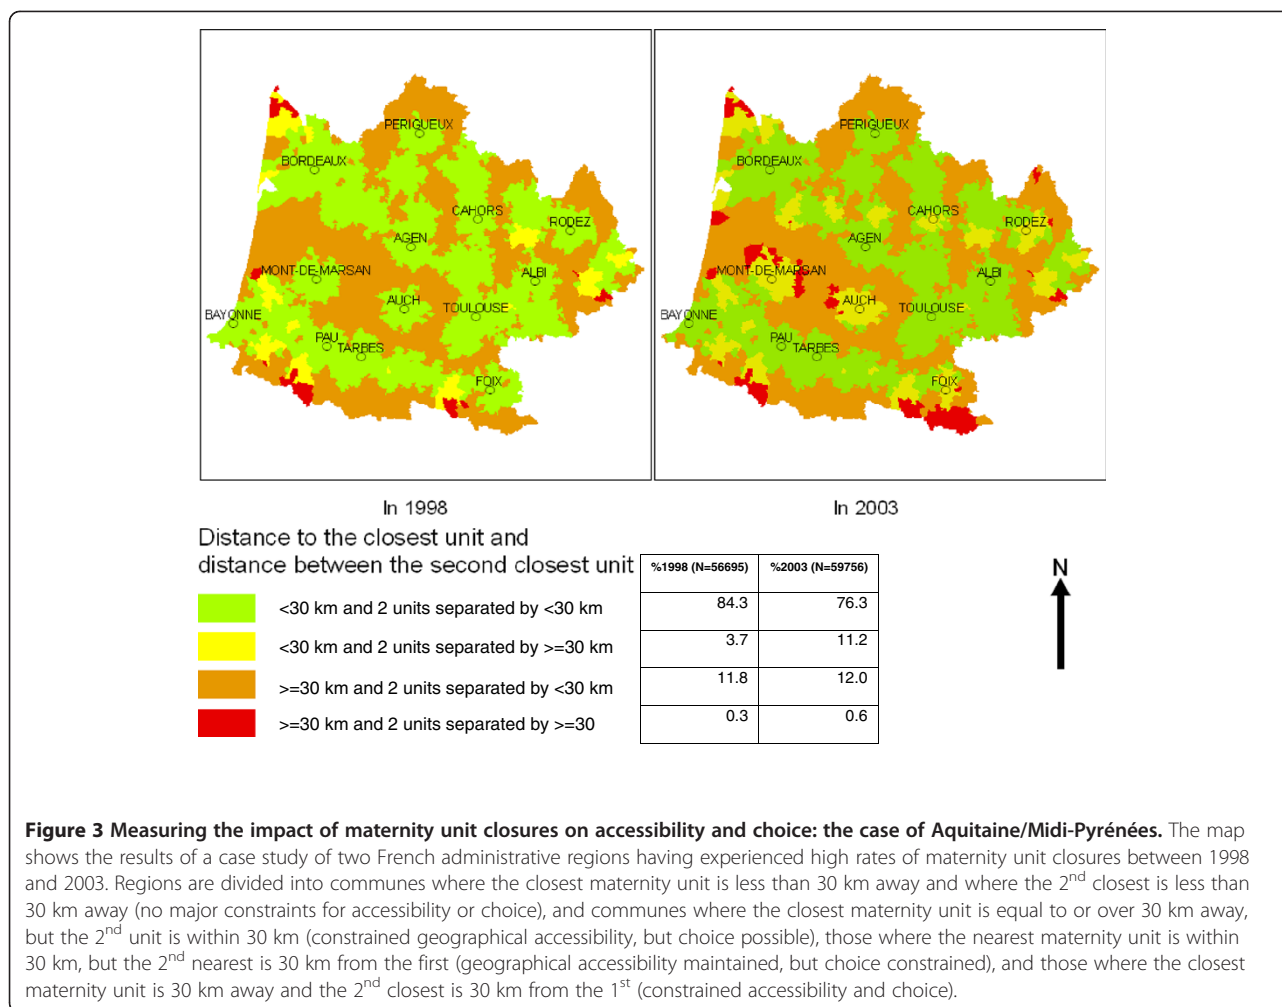 PERIGUEUX
BORDEAUX
CAHORS
RODEZ
AGEN
MONT-DE-MARSAN
ALBI
AUCH
TOULOUSE
BAYONNE
PAU
TARBES
FOIX
PERIGUEUX
BORDEAUX
CAHORS
RODEZ
AGEN
MONT-DE-MARSAN
ALBI
AUCH
TOULOUSE
BAYONNE
PAU
TARBES
FOIX
In 1998
In 2003
Distance to the closest unit and
distance between the second closest unit
%1998 (N=56695) %2003 (N=59756)
<30 km and 2 units separated by <30 km 84.3 76.3
<30 km and 2 units separated by >=30 km 3.7 11.2
>=30 km and 2 units separated by <30 km 11.8 12.0
>=30 km and 2 units separated by >=30 0.3 0.6
N
Figure 3 Measuring the impact of maternity unit closures on accessibility and choice: the case of Aquitaine/Midi-Pyrénées. The map
shows the results of a case study of two French administrative regions having experienced high rates of maternity unit closures between 1998
and 2003. Regions are divided into communes where the closest maternity unit is less than 30 km away and where the 2nd closest is less than
30 km away (no major constraints for accessibility or choice), and communes where the closest maternity unit is equal to or over 30 km away,
but the 2nd unit is within 30 km (constrained geographical accessibility, but choice possible), those where the nearest maternity unit is within
30 km, but the 2nd nearest is 30 km from the first (geographical accessibility maintained, but choice constrained), and those where the closest
maternity unit is 30 km away and the 2nd closest is 30 km from the 1st (constrained accessibility and choice).